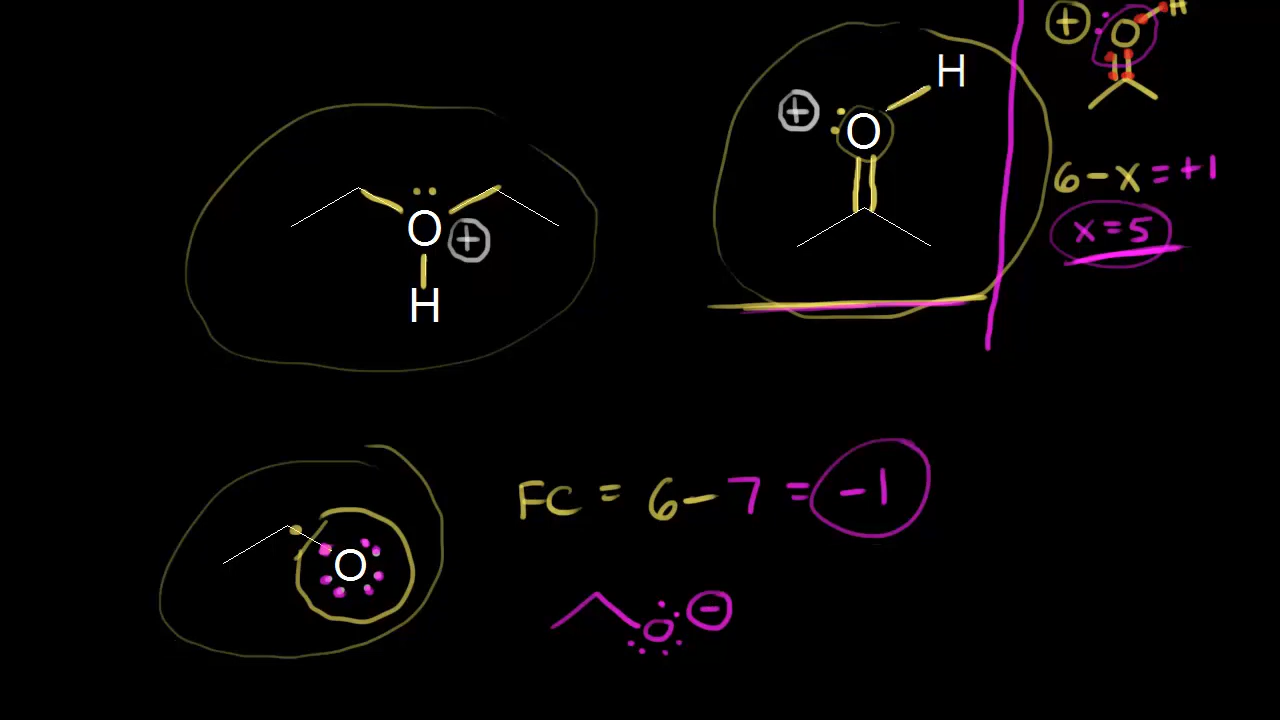 H
+
O
H
+
O
6 - x = +1
x = 5
O
+
H
FC = 6 - 7 = -1
O
O -